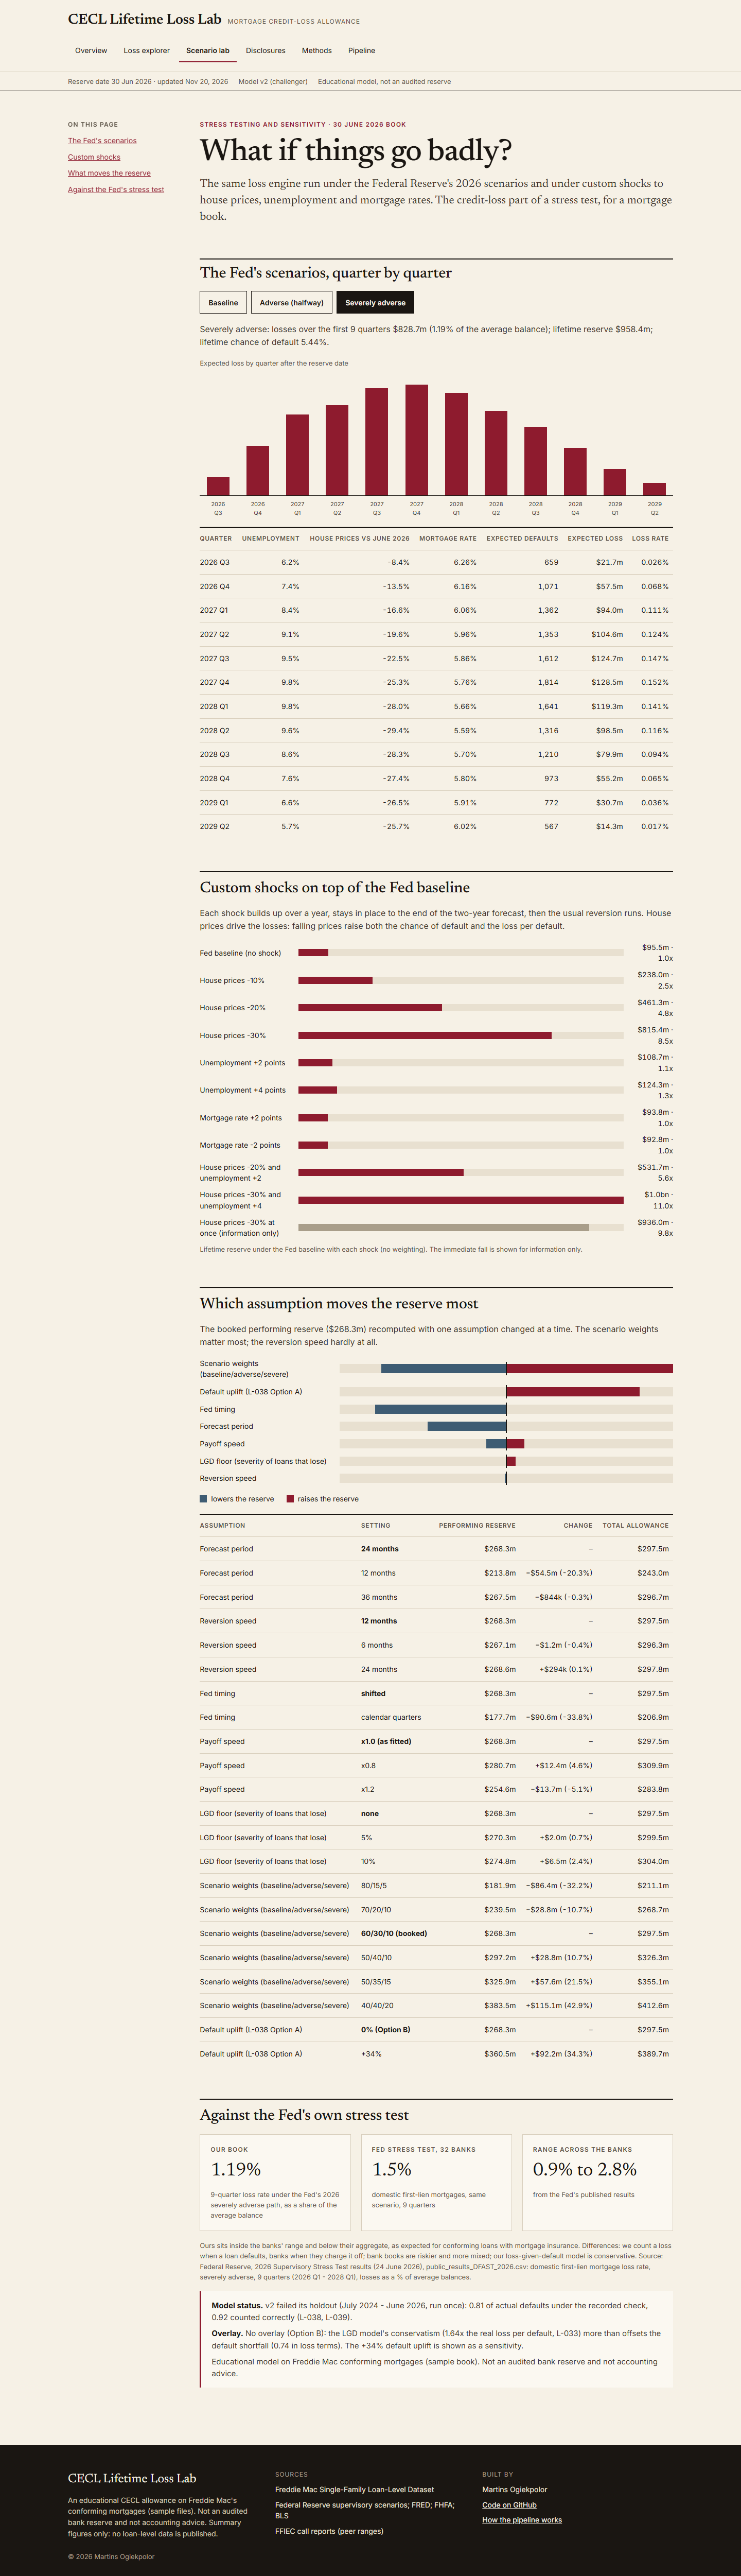 CECL Lifetime Loss Lab MORTGAGE CREDIT-LOSS ALLOWANCE
Overview Loss explorer Scenario lab Disclosures Methods Pipeline
Reserve date 30 Jun 2026 · updated Nov 20, 2026 Model v2 (challenger) Educational model, not an audited reserve
ON THIS PAGE
The Fed's scenarios
Custom shocks
What moves the reserve
Against the Fed's stress test
STRESS TESTING AND SENSITIVITY · 30 JUNE 2026 BOOK
What if things go badly?
The same loss engine run under the Federal Reserve's 2026 scenarios and under custom shocks to
house prices, unemployment and mortgage rates. The credit-loss part of a stress test, for a mortgage
book.
The Fed's scenarios, quarter by quarter
Baseline Adverse (halfway) Severely adverse
Severely adverse: losses over the first 9 quarters $828.7m (1.19% of the average balance); lifetime reserve $958.4m;
lifetime chance of default 5.44%.
Expected loss by quarter after the reserve date
2026 2026 2027 2027 2027 2027 2028 2028 2028 2028 2029 2029
Q3 Q4 Q1 Q2 Q3 Q4 Q1 Q2 Q3 Q4 Q1 Q2
QUARTER UNEMPLOYMENT HOUSE PRICES VS JUNE 2026 MORTGAGE RATE EXPECTED DEFAULTS EXPECTED LOSS LOSS RATE
2026 Q3 6.2% -8.4% 6.26% 659 $21.7m 0.026%
2026 Q4 7.4% -13.5% 6.16% 1,071 $57.5m 0.068%
2027 Q1 8.4% -16.6% 6.06% 1,362 $94.0m 0.111%
2027 Q2 9.1% -19.6% 5.96% 1,353 $104.6m 0.124%
2027 Q3 9.5% -22.5% 5.86% 1,612 $124.7m 0.147%
2027 Q4 9.8% -25.3% 5.76% 1,814 $128.5m 0.152%
2028 Q1 9.8% -28.0% 5.66% 1,641 $119.3m 0.141%
2028 Q2 9.6% -29.4% 5.59% 1,316 $98.5m 0.116%
2028 Q3 8.6% -28.3% 5.70% 1,210 $79.9m 0.094%
2028 Q4 7.6% -27.4% 5.80% 973 $55.2m 0.065%
2029 Q1 6.6% -26.5% 5.91% 772 $30.7m 0.036%
2029 Q2 5.7% -25.7% 6.02% 567 $14.3m 0.017%
Custom shocks on top of the Fed baseline
Each shock builds up over a year, stays in place to the end of the two-year forecast, then the usual reversion runs. House
prices drive the losses: falling prices raise both the chance of default and the loss per default.
Fed baseline (no shock) $95.5m ·
1.0x
House prices -10% $238.0m ·
2.5x
House prices -20% $461.3m ·
4.8x
House prices -30% $815.4m ·
8.5x
Unemployment +2 points $108.7m ·
1.1x
Unemployment +4 points $124.3m ·
1.3x
Mortgage rate +2 points $93.8m ·
1.0x
Mortgage rate -2 points $92.8m ·
1.0x
House prices -20% and $531.7m ·
unemployment +2 5.6x
House prices -30% and $1.0bn ·
unemployment +4 11.0x
House prices -30% at $936.0m ·
once (information only) 9.8x
Lifetime reserve under the Fed baseline with each shock (no weighting). The immediate fall is shown for information only.
Which assumption moves the reserve most
The booked performing reserve ($268.3m) recomputed with one assumption changed at a time. The scenario weights
matter most; the reversion speed hardly at all.
Scenario weights
(baseline/adverse/severe)
Default uplift (L-038 Option A)
Fed timing
Forecast period
Payoff speed
LGD floor (severity of loans that lose)
Reversion speed
lowers the reserve raises the reserve
ASSUMPTION SETTING PERFORMING RESERVE CHANGE TOTAL ALLOWANCE
Forecast period 24 months $268.3m – $297.5m
Forecast period 12 months $213.8m −$54.5m (-20.3%) $243.0m
Forecast period 36 months $267.5m −$844k (-0.3%) $296.7m
Reversion speed 12 months $268.3m – $297.5m
Reversion speed 6 months $267.1m −$1.2m (-0.4%) $296.3m
Reversion speed 24 months $268.6m +$294k (0.1%) $297.8m
Fed timing shifted $268.3m – $297.5m
Fed timing calendar quarters $177.7m −$90.6m (-33.8%) $206.9m
Payoff speed x1.0 (as fitted) $268.3m – $297.5m
Payoff speed x0.8 $280.7m +$12.4m (4.6%) $309.9m
Payoff speed x1.2 $254.6m −$13.7m (-5.1%) $283.8m
LGD floor (severity of loans that lose) none $268.3m – $297.5m
LGD floor (severity of loans that lose) 5% $270.3m +$2.0m (0.7%) $299.5m
LGD floor (severity of loans that lose) 10% $274.8m +$6.5m (2.4%) $304.0m
Scenario weights (baseline/adverse/severe) 80/15/5 $181.9m −$86.4m (-32.2%) $211.1m
Scenario weights (baseline/adverse/severe) 70/20/10 $239.5m −$28.8m (-10.7%) $268.7m
Scenario weights (baseline/adverse/severe) 60/30/10 (booked) $268.3m – $297.5m
Scenario weights (baseline/adverse/severe) 50/40/10 $297.2m +$28.8m (10.7%) $326.3m
Scenario weights (baseline/adverse/severe) 50/35/15 $325.9m +$57.6m (21.5%) $355.1m
Scenario weights (baseline/adverse/severe) 40/40/20 $383.5m +$115.1m (42.9%) $412.6m
Default uplift (L-038 Option A) 0% (Option B) $268.3m – $297.5m
Default uplift (L-038 Option A) +34% $360.5m +$92.2m (34.3%) $389.7m
Against the Fed's own stress test
OUR BOOK
1.19%
9-quarter loss rate under the Fed's 2026
severely adverse path, as a share of the
average balance
FED STRESS TEST, 32 BANKS
1.5%
domestic first-lien mortgages, same
scenario, 9 quarters
RANGE ACROSS THE BANKS
0.9% to 2.8%
from the Fed's published results
Ours sits inside the banks' range and below their aggregate, as expected for conforming loans with mortgage insurance. Differences: we count a loss
when a loan defaults, banks when they charge it off; bank books are riskier and more mixed; our loss-given-default model is conservative. Source:
Federal Reserve, 2026 Supervisory Stress Test results (24 June 2026), public_results_DFAST_2026.csv: domestic first-lien mortgage loss rate,
severely adverse, 9 quarters (2026 Q1 - 2028 Q1), losses as a % of average balances.
Model status. v2 failed its holdout (July 2024 - June 2026, run once): 0.81 of actual defaults under the recorded check,
0.92 counted correctly (L-038, L-039).
Overlay. No overlay (Option B): the LGD model's conservatism (1.64x the real loss per default, L-033) more than offsets the
default shortfall (0.74 in loss terms). The +34% default uplift is shown as a sensitivity.
Educational model on Freddie Mac conforming mortgages (sample book). Not an audited bank reserve and not accounting
advice.
CECL Lifetime Loss Lab
An educational CECL allowance on Freddie Mac's
conforming mortgages (sample files). Not an audited
bank reserve and not accounting advice. Summary
figures only: no loan-level data is published.
© 2026 Martins Ogiekpolor
SOURCES
Freddie Mac Single-Family Loan-Level Dataset
Federal Reserve supervisory scenarios; FRED; FHFA;
BLS
FFIEC call reports (peer ranges)
BUILT BY
Martins Ogiekpolor
Code on GitHub
How the pipeline works